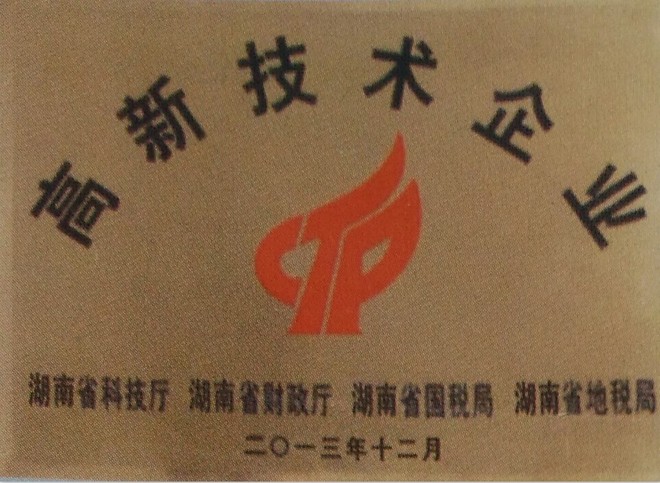 高新技术企业
湖南省科技厅 湖南省财政厅 湖南省国税局 湖南省地税局
二〇一三年十二月